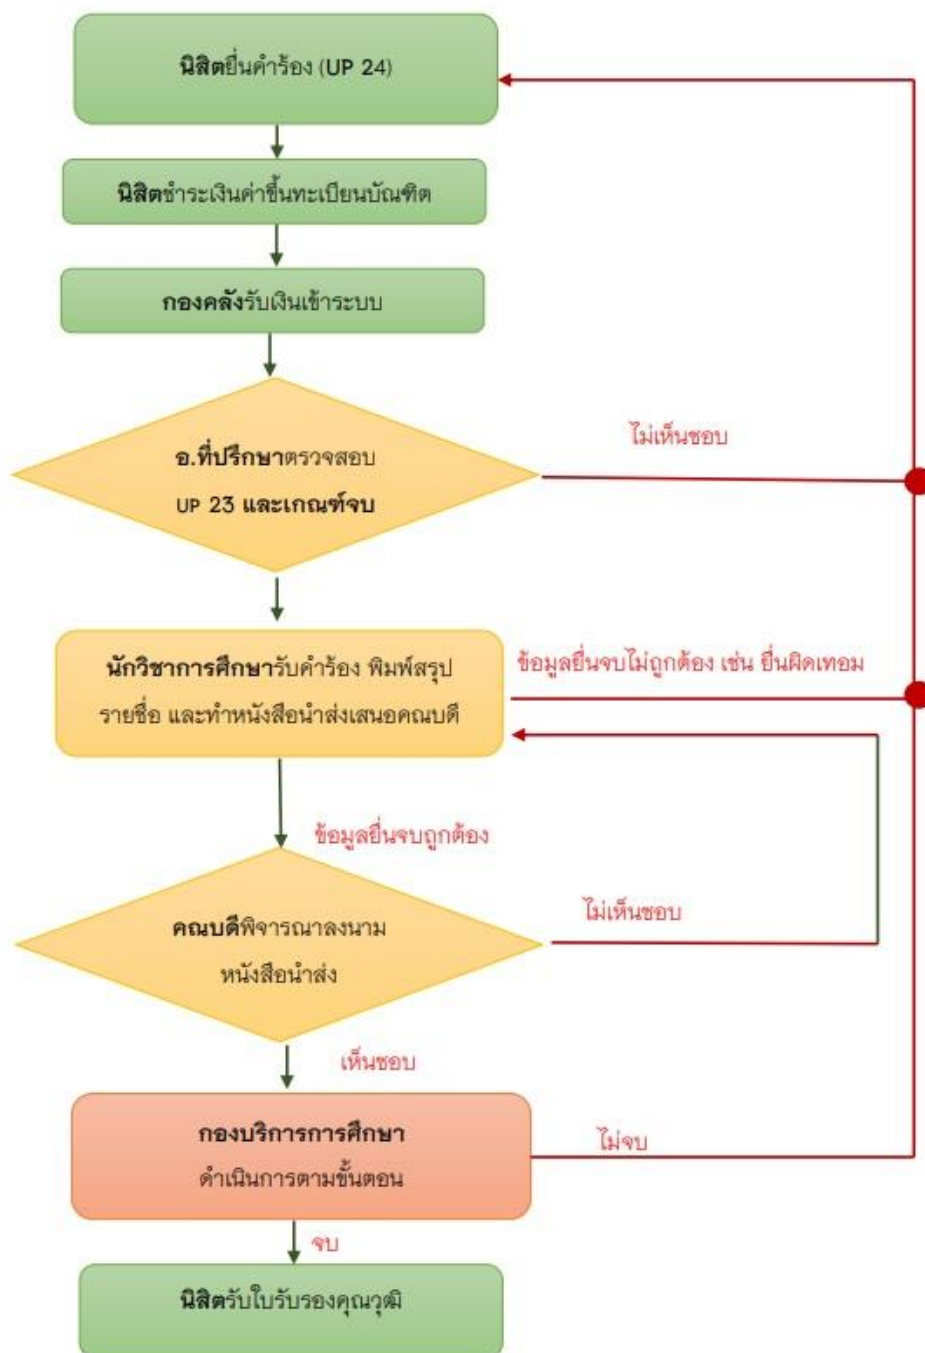 นิสิตยื่นคำร้อง (UP 24)
นิสิตชำระเงินค่าขึ้นทะเบียนบัณฑิต
กองคลังรับเงินเข้าระบบ
อ.ที่ปรึกษาตรวจสอบ
UP 23 และเกณฑ์จบ
ไม่เห็นชอบ
นักวิชาการศึกษารับคำร้อง พิมพ์สรุป
รายชื่อ และทำหนังสือนำส่งเสนอคณบดี
ข้อมูลยื่นจบไม่ถูกต้อง เช่น ยื่นผิดเทอม
ข้อมูลยื่นจบถูกต้อง
คณบดีพิจารณาลงนาม
หนังสือนำส่ง
ไม่เห็นชอบ
เห็นชอบ
กองบริการการศึกษา
ดำเนินการตามขั้นตอน
ไม่จบ
จบ
นิสิตรับใบรับรองคุณวุฒิ